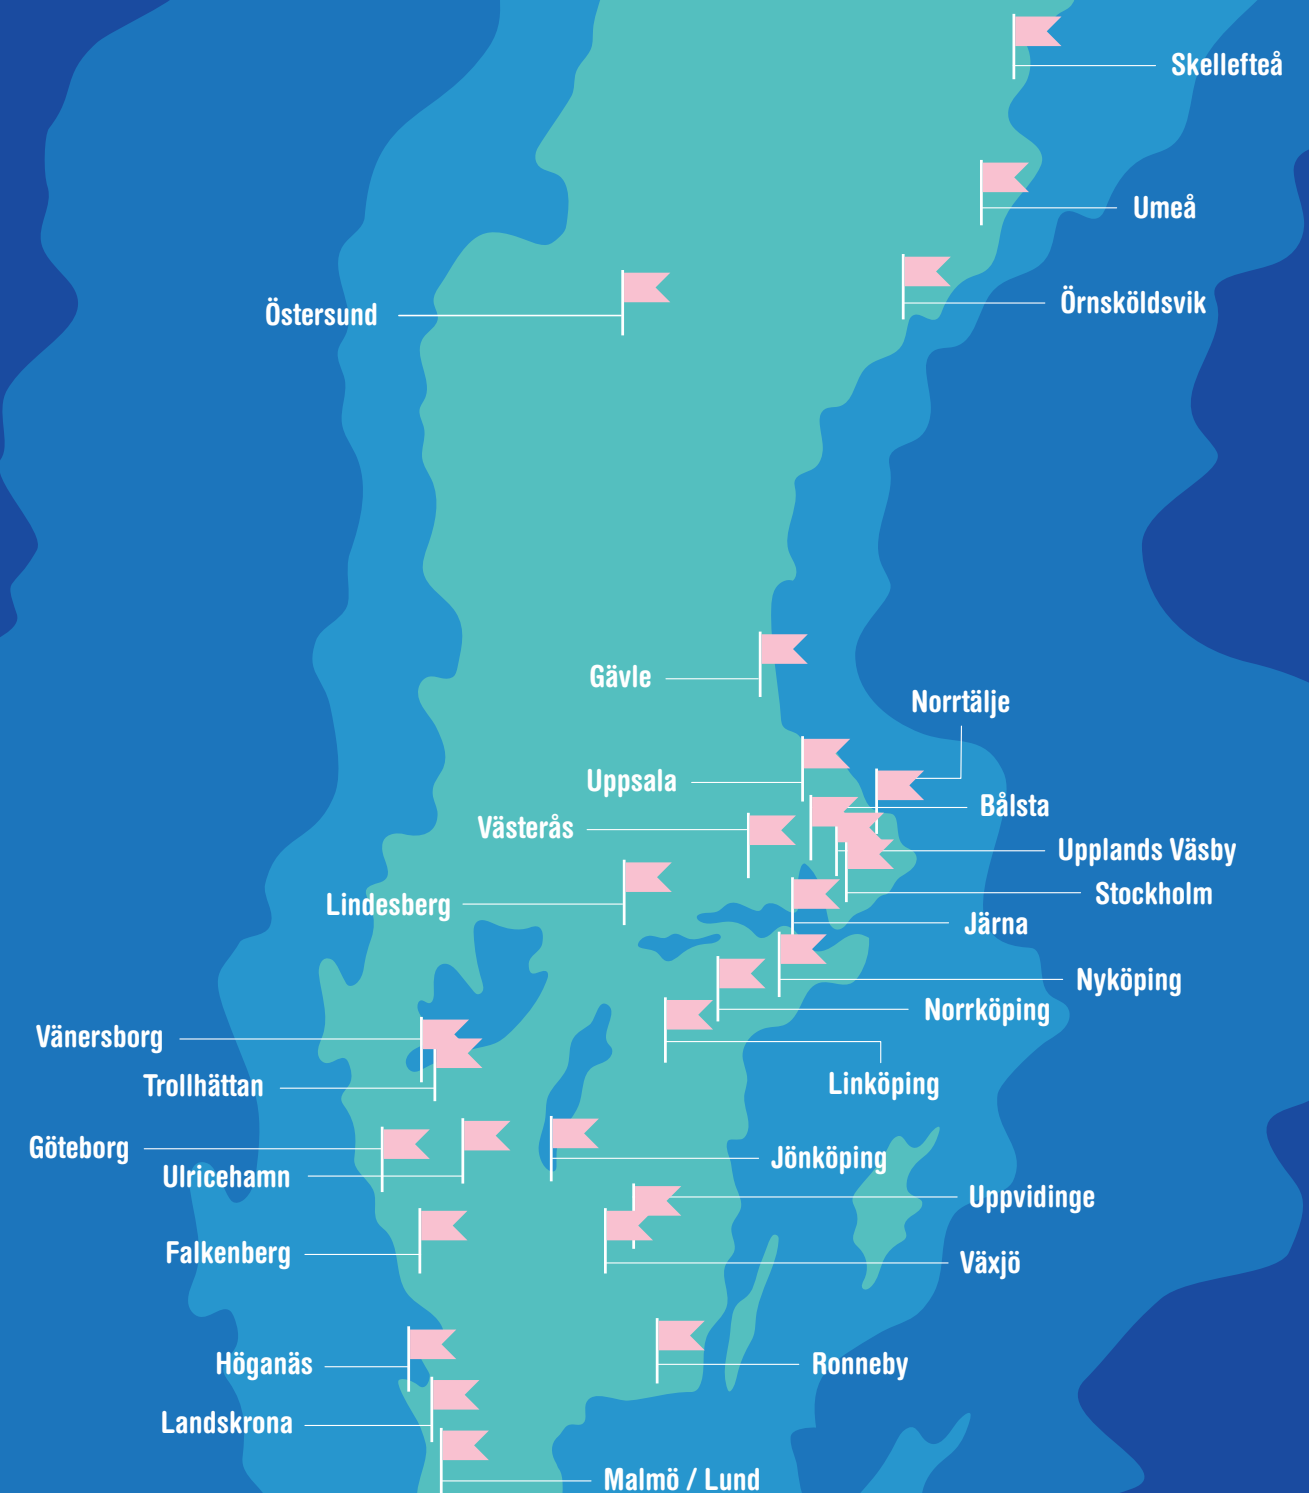 Skellefteå
Umeå
Örnsköldsvik
Östersund
Gävle
Norrtälje
Uppsala
Bålsta
Västerås
Upplands Väsby
Stockholm
Lindesberg
Järna
Nyköping
Norrköping
Vänersborg
Linköping
Trollhättan
Göteborg
Jönköping
Ulricehamn
Uppvidinge
Falkenberg
Växjö
Höganäs
Ronneby
Landskrona
Malmö / Lund